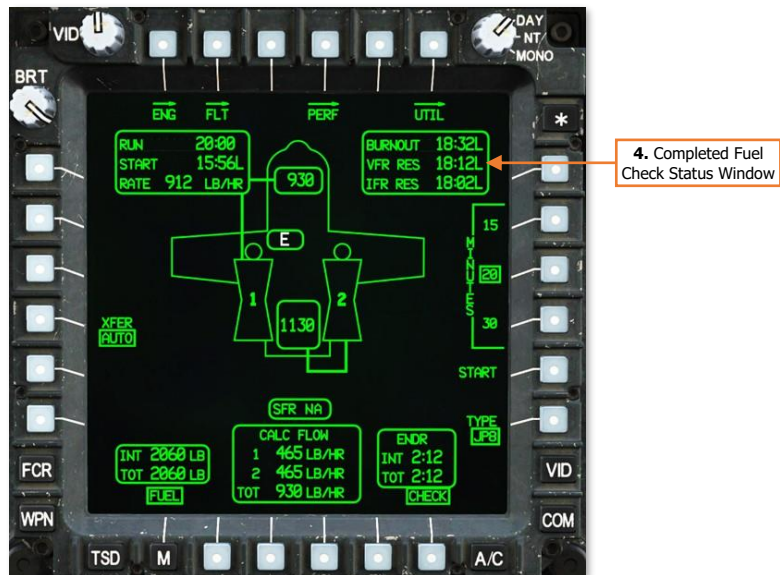 VID
DAY
NT
MONO
BRT
ENG FLT PERF UTIL
*
RUN 20:00
START 15:56L
RATE 912 LB/HR
930
BURNOUT 18:32L
VFR RES 18:12L
IFR RES 18:02L
4. Completed Fuel
Check Status Window
E
15
MINUTES
20
30
1
2
1130
XFER
AUTO
START
SFR NA
TYPE
JP8
INT 2060 LB
TOT 2060 LB
FUEL
CALC FLOW
1 465 LB/HR
2 465 LB/HR
TOT 930 LB/HR
ENDR
INT 2:12
TOT 2:12
CHECK
FCR
VID
WPN
COM
TSD
M
A/C